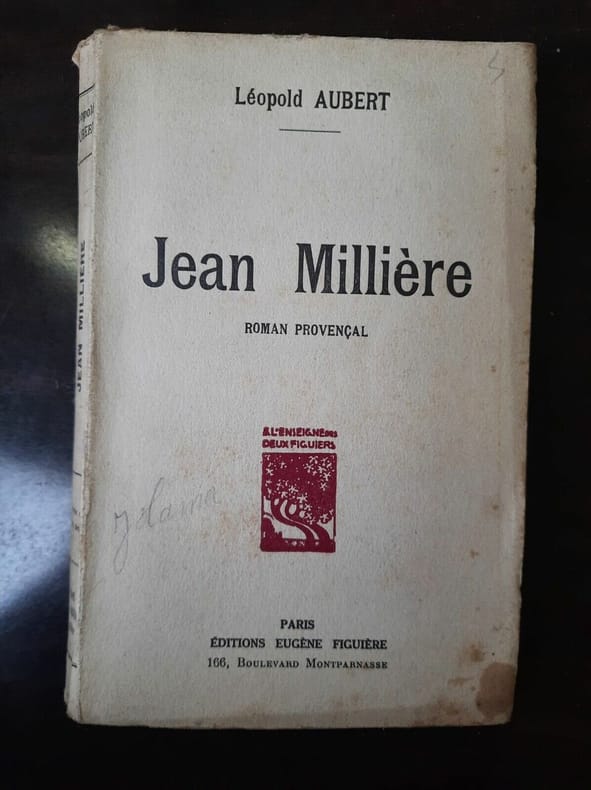 Léopold AUBERT
Jean Millière
ROMAN PROVENÇAL
A L'ENSEIGNE DES
DEUX FIGUIERS
PARIS
ÉDITIONS EUGÈNE FIGUIÈRE
166, BOULEVARD MONTPARNASSE
JEAN MILLIÈRE